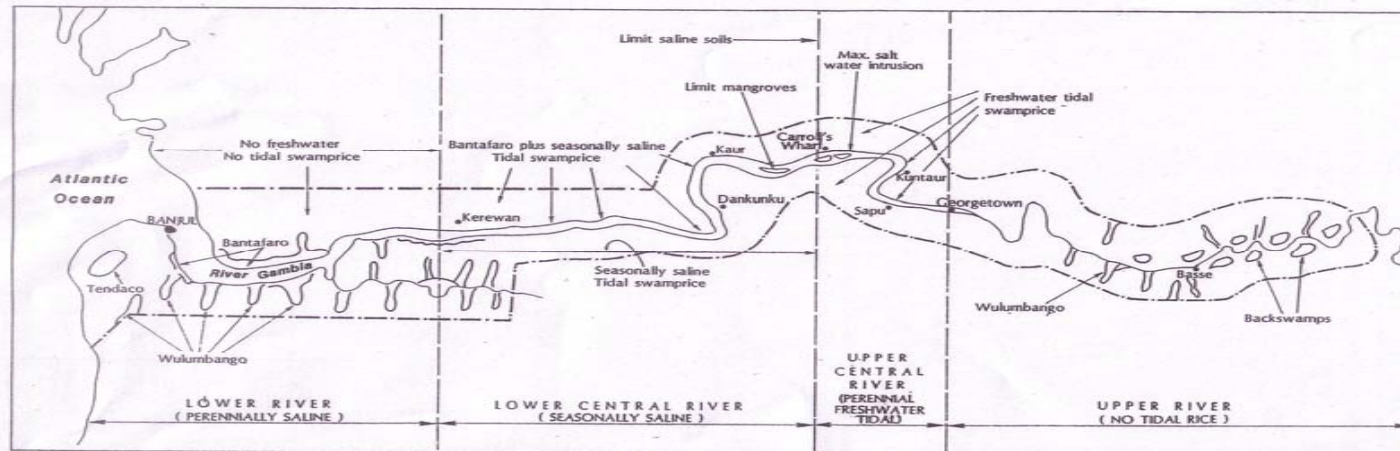 Limit saline soils
Max. salt
water intrusion
Limit mangroves
Freshwater tidal
swamprice
No freshwater
No tidal swamprice
Bantafaro plus seasonally saline
Tidal swamprice
Kaur
Carroll's
Wharf
Kuntaur
Atlantic
Ocean
BANJUL
Kerewan
Dankunku
Sapu
Georgetown
Bantafaro
River Gambia
Tendaco
Seasonally saline
Tidal swamprice
Basse
Wulumbango
Backswamps
Wulumbango
LOWER RIVER
( PERENNIALLY SALINE )
LOWER CENTRAL RIVER
( SEASONALLY SALINE )
UPPER
CENTRAL
RIVER
(PERENNIAL
FRESHWATER
TIDAL)
UPPER RIVER
( NO TIDAL RICE )